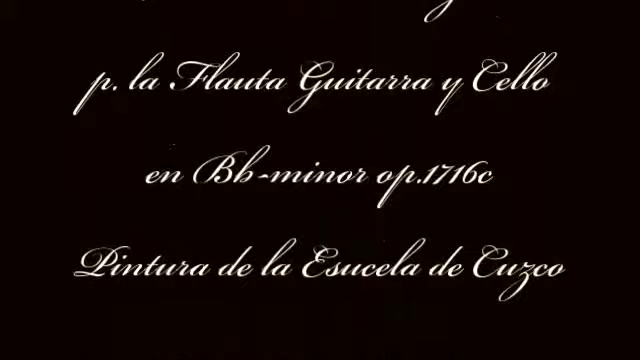 p. la Flauta Guitarra y Cello
en Bb-minor op.1716c
Pintura de la Esucela de Cuzco